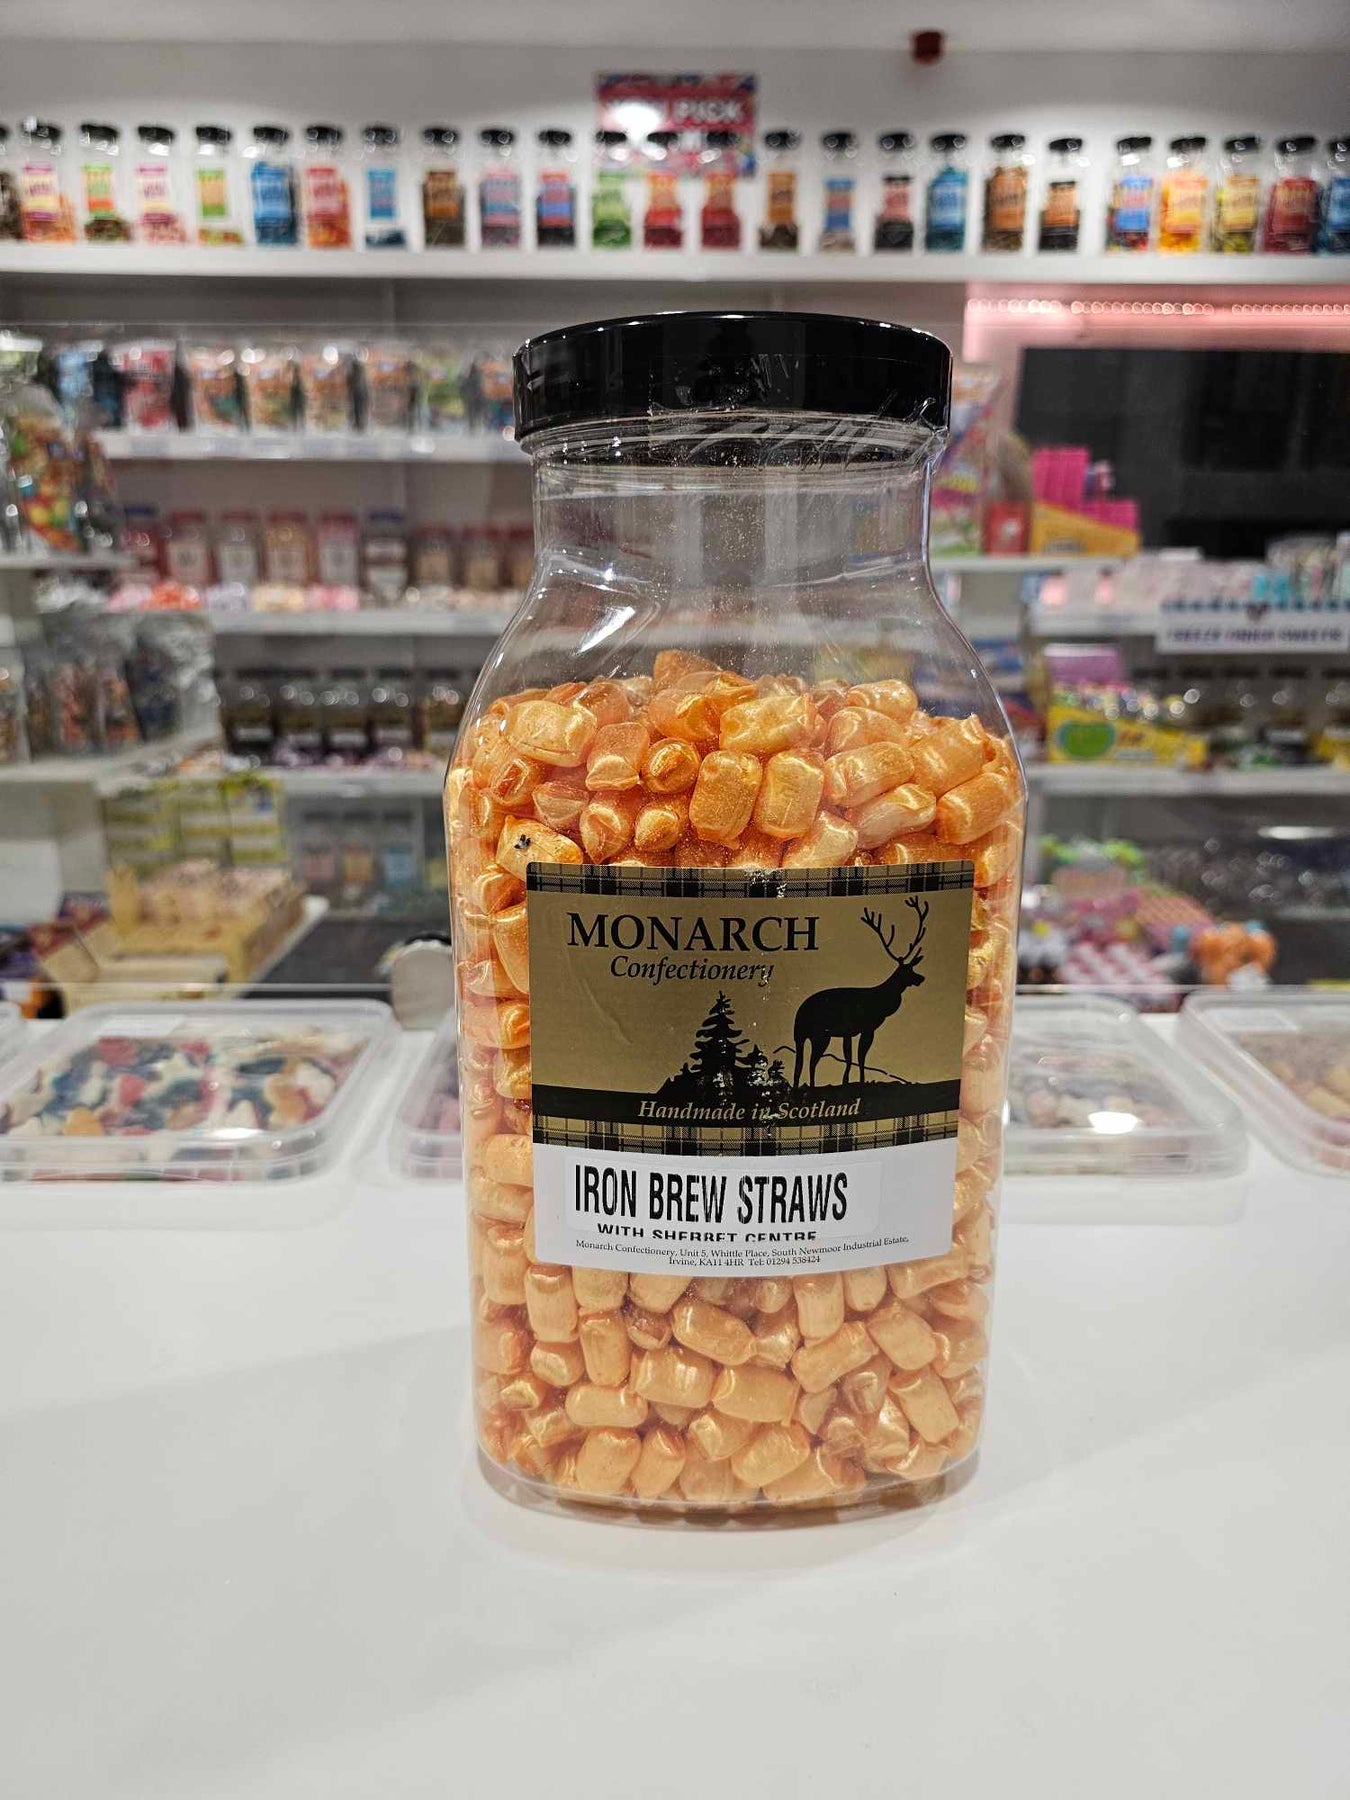 PICK
MONARCH
Confectionery
Handmade in Scotland
IRON BREW STRAWS
WITH SHERBET CENTRE
Monarch Confectionery, Unit 5, Whittle Place, South Newmoor Industrial Estate,
Irvine, KA11 4HR Tel: 01294 538424